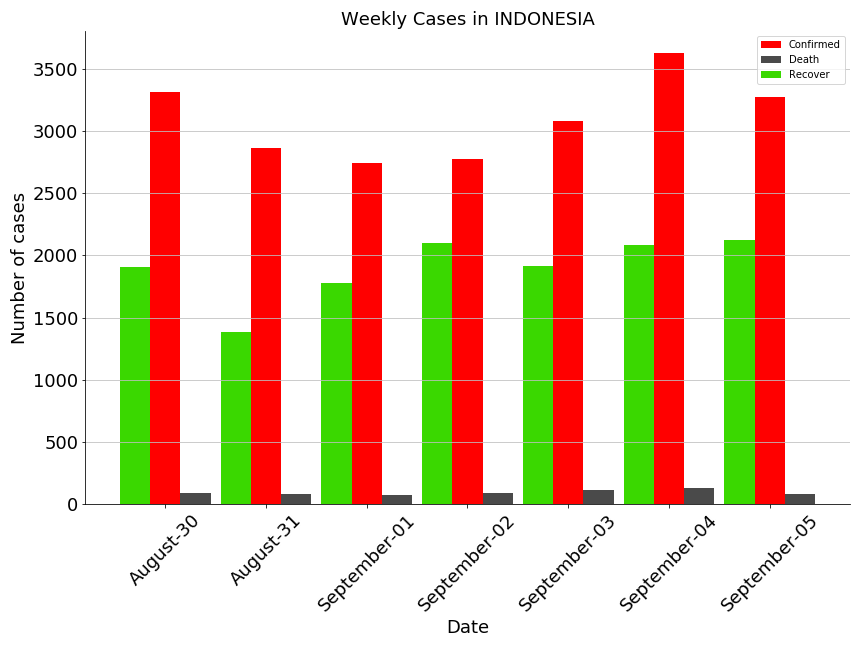 Weekly Cases in INDONESIA
Confirmed
Death
Recover
Number of cases
3500
3000
2500
2000
1500
1000
500
0
August-30
August-31
September-01
September-02
September-03
September-04
September-05
Date